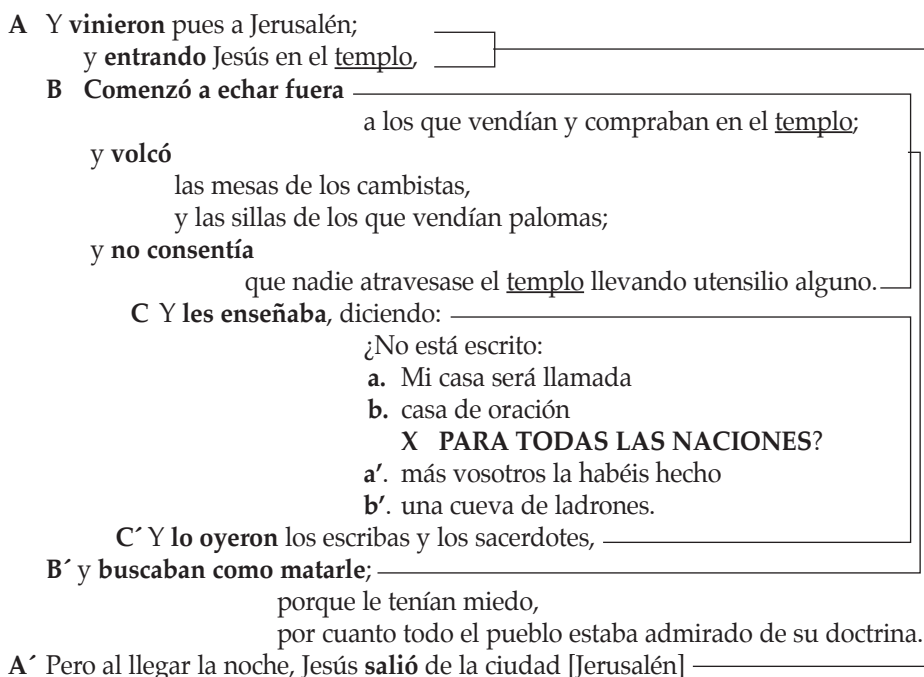 A Y vinieron pues a Jerusalén;
y entrando Jesús en el templo,
B Comenzó a echar fuera
a los que vendían y compraban en el templo;
y volcó
las mesas de los cambistas,
y las sillas de los que vendían palomas;
y no consentía
que nadie atravesase el templo llevando utensilio alguno.
C Y les enseñaba, diciendo:
¿No está escrito:
a. Mi casa será llamada
b. casa de oración
X PARA TODAS LAS NACIONES?
a’. más vosotros la habéis hecho
b’. una cueva de ladrones.
C´ Y lo oyeron los escribas y los sacerdotes,
B´ y buscaban como matarle;
porque le tenían miedo,
por cuanto todo el pueblo estaba admirado de su doctrina.
A´ Pero al llegar la noche, Jesús salió de la ciudad [Jerusalén]